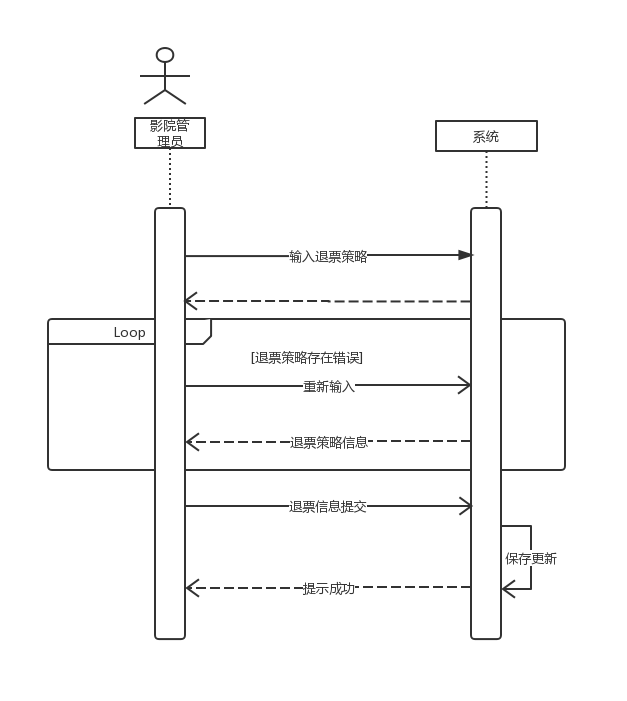 影院管
理员
系统
输入退票策略
Loop
[退票策略存在错误]
重新输入
退票策略信息
退票信息提交
保存更新
提示成功